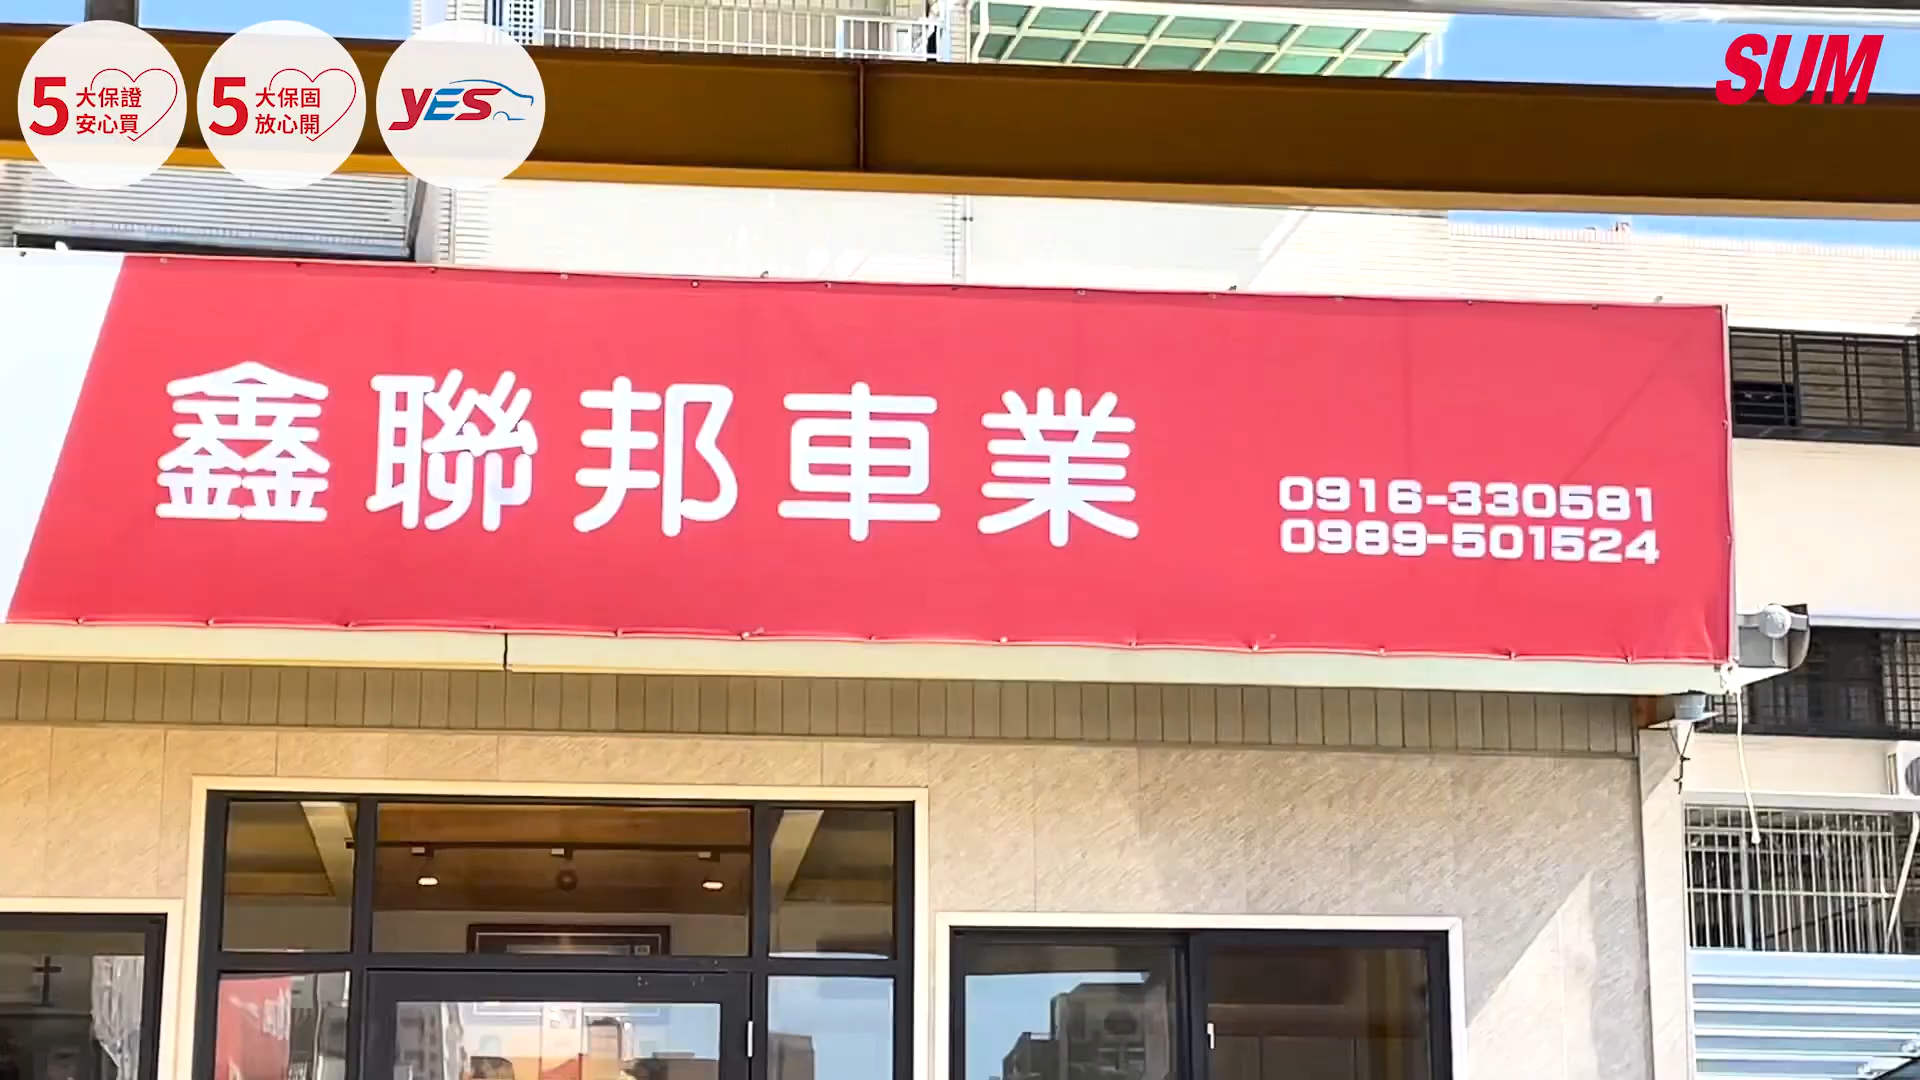 5 大保證
安心買
5 大保固
放心開
YES
SUM
鑫聯邦車業
0916-330581
0989-501524